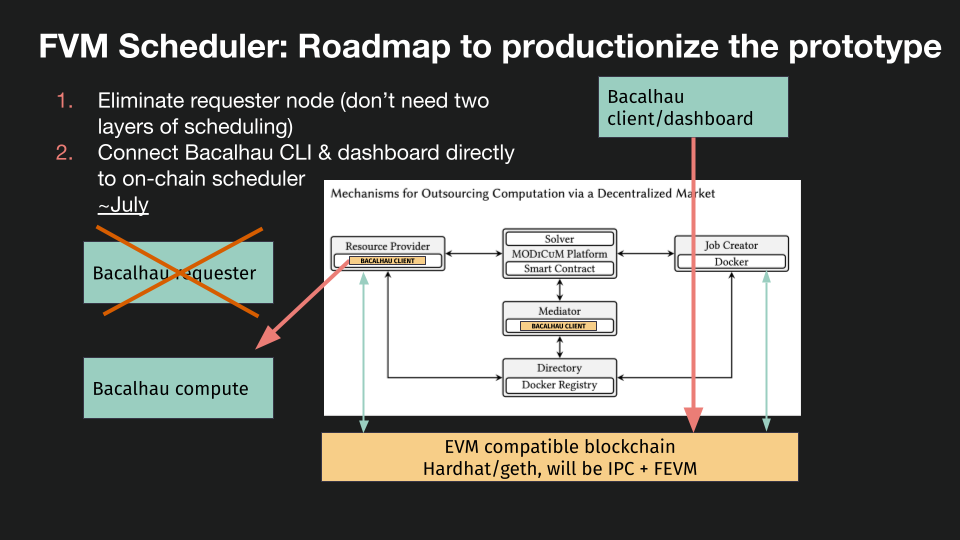 FVM Scheduler: Roadmap to productionize the prototype
1. Eliminate requester node (don't need two
layers of scheduling)
2. Connect Bacalhau CLI & dashboard directly
to on-chain scheduler
~July
Bacalhau
client/dashboard
Mechanisms for Outsourcing Computation via a Decentralized Market
Resource Provider
BACALHAU CLIENT
Solver
MODiCuM Platform
Smart Contract
Job Creator
Docker
Mediator
BACALHAU CLIENT
Directory
Docker Registry
Bacalhau requester
Bacalhau compute
EVM compatible blockchain
Hardhat/geth, will be IPC + FEVM